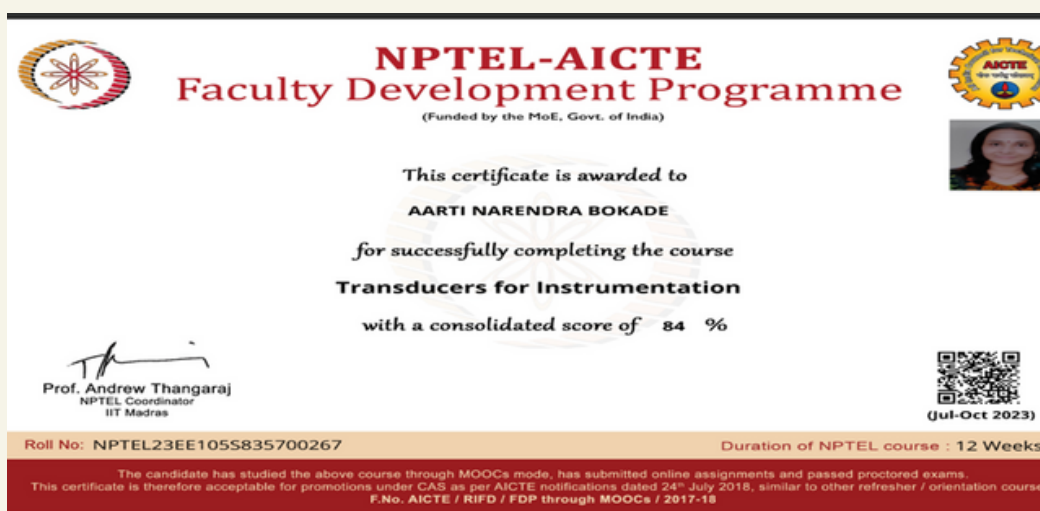 NPTEL-AICTE
Faculty Development Programme
(Funded by the MoE, Govt. of India)
AICTE
This certificate is awarded to
AARTI NARENDRA BOKADE
for successfully completing the course
Transducers for Instrumentation
with a consolidated score of 84 %
Prof. Andrew Thangaraj
NPTEL Coordinator
IIT Madras
(Jul-Oct 2023)
Roll No: NPTEL23EE105S835700267
Duration of NPTEL course : 12 Weeks
The candidate has studied the above course through MOOCs mode, has submitted online assignments and passed proctored exams.
This certificate is therefore acceptable for promotions under CAS as per AICTE notifications dated 24th July 2018, similar to other refresher / orientation course
F.No. AICTE / RIFD / FDP through MOOCs / 2017-18